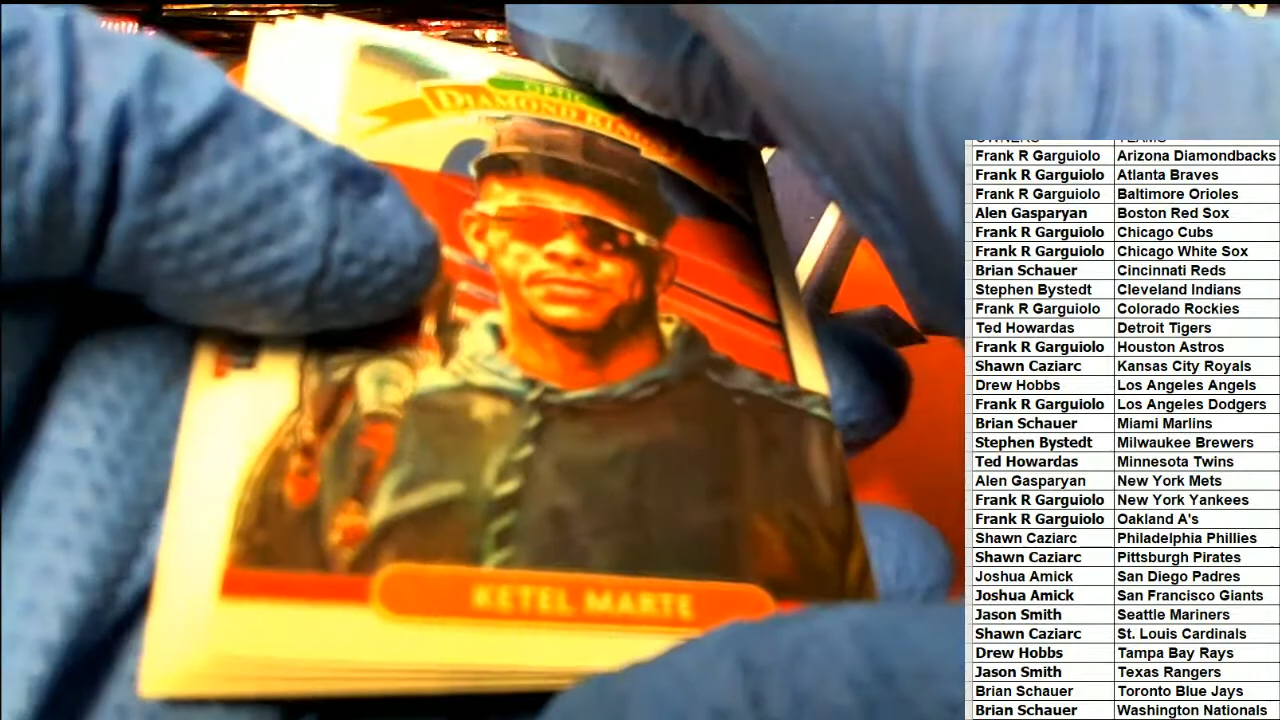 OPTIC
DIAMOND KINGS
KETEL MARTE
OWNERS TEAMS
Frank R Garguiolo Arizona Diamondbacks
Frank R Garguiolo Atlanta Braves
Frank R Garguiolo Baltimore Orioles
Alen Gasparyan Boston Red Sox
Frank R Garguiolo Chicago Cubs
Frank R Garguiolo Chicago White Sox
Brian Schauer Cincinnati Reds
Stephen Bystedt Cleveland Indians
Frank R Garguiolo Colorado Rockies
Ted Howardas Detroit Tigers
Frank R Garguiolo Houston Astros
Shawn Caziarc Kansas City Royals
Drew Hobbs Los Angeles Angels
Frank R Garguiolo Los Angeles Dodgers
Brian Schauer Miami Marlins
Stephen Bystedt Milwaukee Brewers
Ted Howardas Minnesota Twins
Alen Gasparyan New York Mets
Frank R Garguiolo New York Yankees
Frank R Garguiolo Oakland A's
Shawn Caziarc Philadelphia Phillies
Shawn Caziarc Pittsburgh Pirates
Joshua Amick San Diego Padres
Joshua Amick San Francisco Giants
Jason Smith Seattle Mariners
Shawn Caziarc St. Louis Cardinals
Drew Hobbs Tampa Bay Rays
Jason Smith Texas Rangers
Brian Schauer Toronto Blue Jays
Brian Schauer Washington Nationals